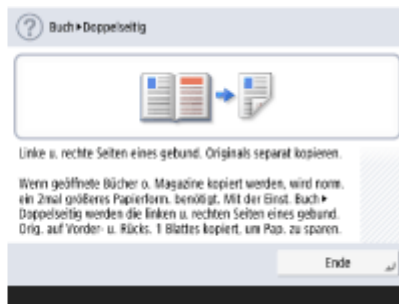 Buch▶Doppelseitig
Linke u. rechte Seiten eines gebund. Originals separat kopieren.
Wenn geöffnete Bücher o. Magazine kopiert werden, wird norm.
ein 2mal größeres Papierform. benötigt. Mit der Einst. Buch▶
Doppelseitig werden die linken u. rechten Seiten eines gebund.
Orig. auf Vorder- u. Rücks. 1 Blattes kopiert, um Pap. zu sparen.
Ende